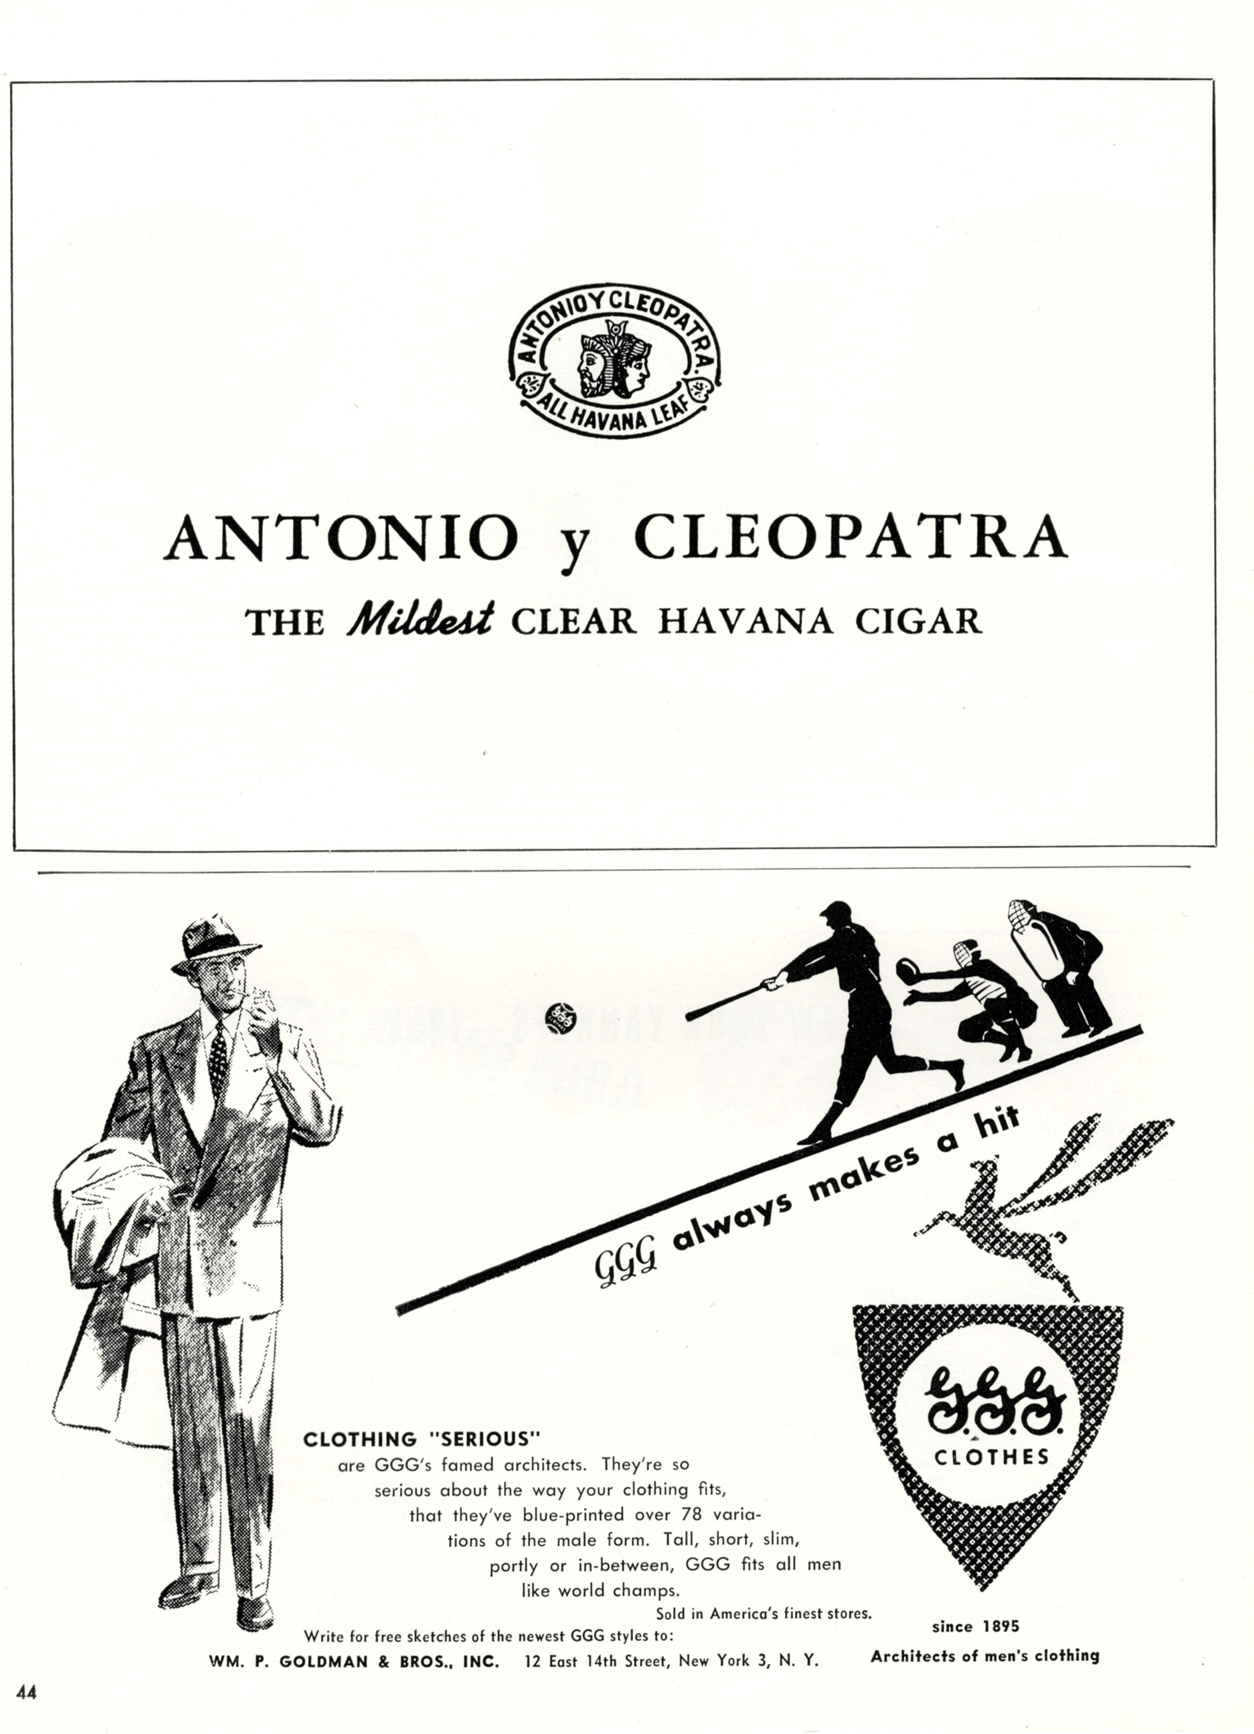 ANTONIO Y CLEOPATRA.
ALL HAVANA LEAF
ANTONIO y CLEOPATRA
THE Mildest CLEAR HAVANA CIGAR
GGG
GGG always makes a hit
G.G.G.
CLOTHES
CLOTHING "SERIOUS"
are GGG's famed architects. They're so
serious about the way your clothing fits,
that they've blue-printed over 78 varia-
tions of the male form. Tall, short, slim,
portly or in-between, GGG fits all men
like world champs.
Sold in America's finest stores.
Write for free sketches of the newest GGG styles to:
WM. P. GOLDMAN & BROS., INC. 12 East 14th Street, New York 3, N. Y.
since 1895
Architects of men's clothing
44